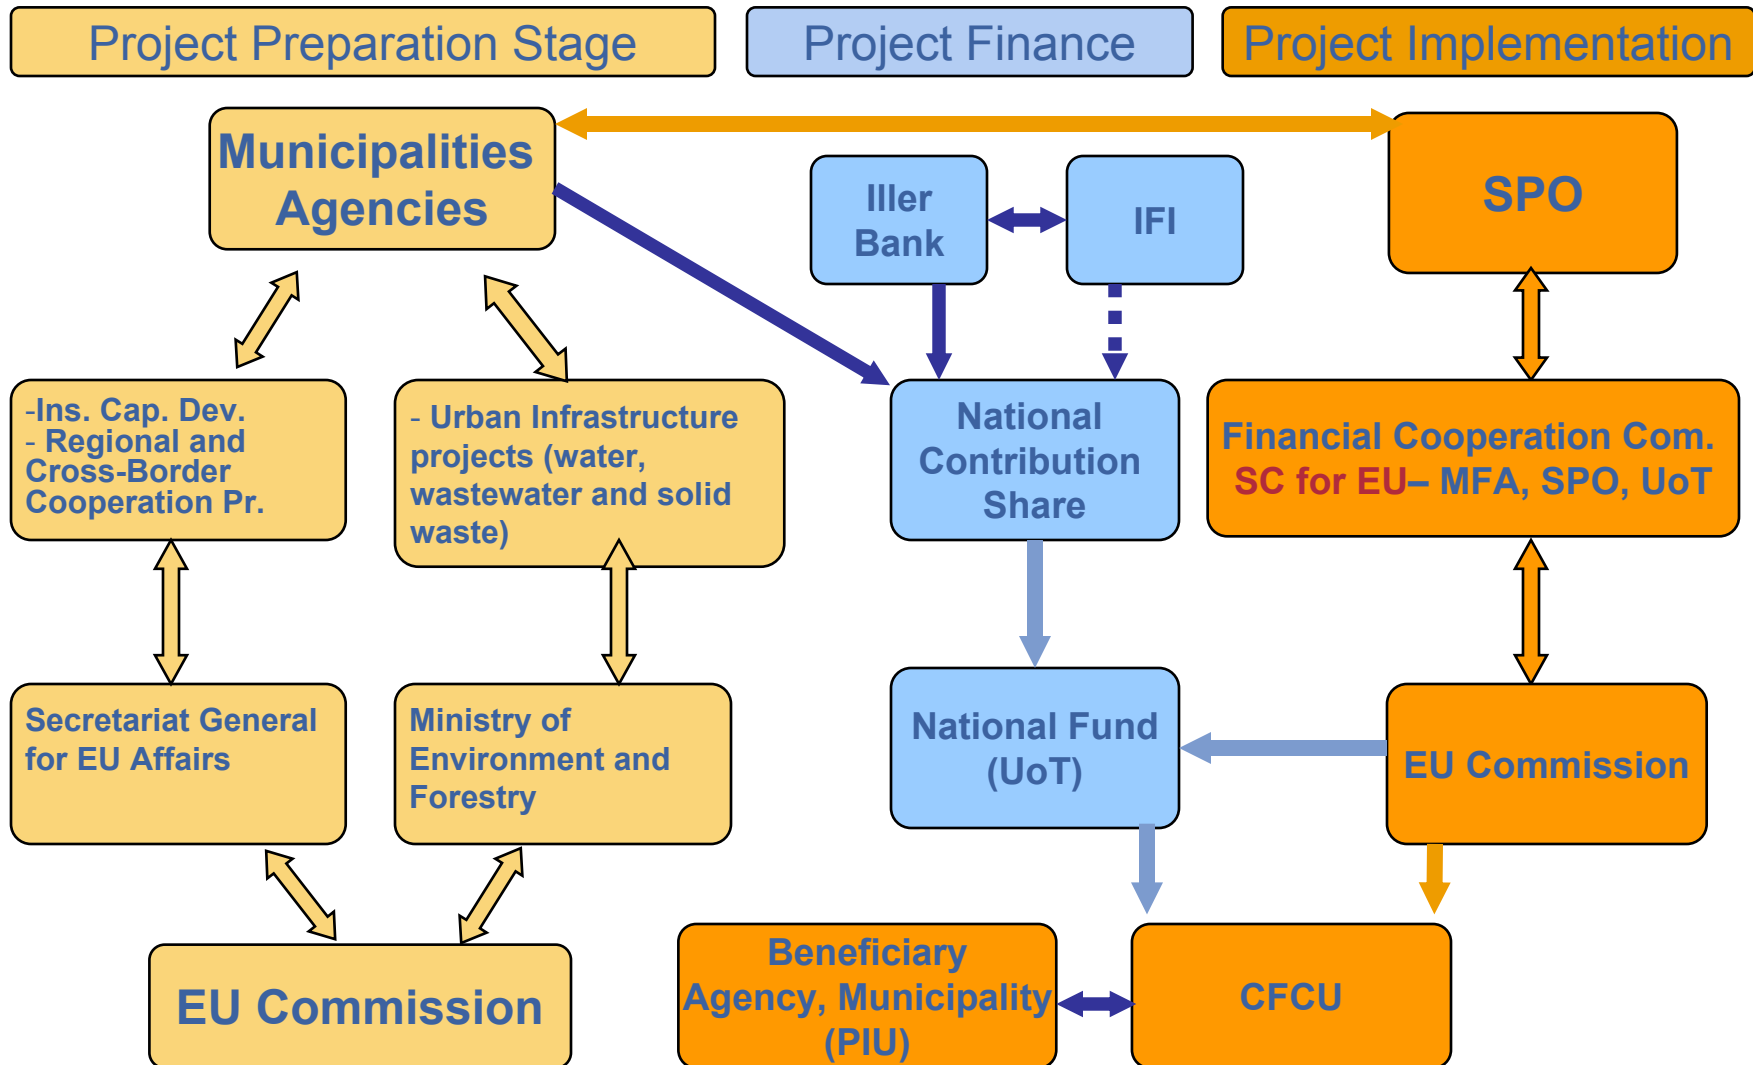 Project Preparation Stage
Project Finance
Project Implementation
Municipalities
Agencies
Iller
Bank
IFI
SPO
-Ins. Cap. Dev.
- Regional and
Cross-Border
Cooperation Pr.
- Urban Infrastructure
projects (water,
wastewater and solid
waste)
National
Contribution
Share
Financial Cooperation Com.
SC for EU– MFA, SPO, UoT
Secretariat General
for EU Affairs
Ministry of
Environment and
Forestry
National Fund
(UoT)
EU Commission
EU Commission
Beneficiary
Agency, Municipality
(PIU)
CFCU